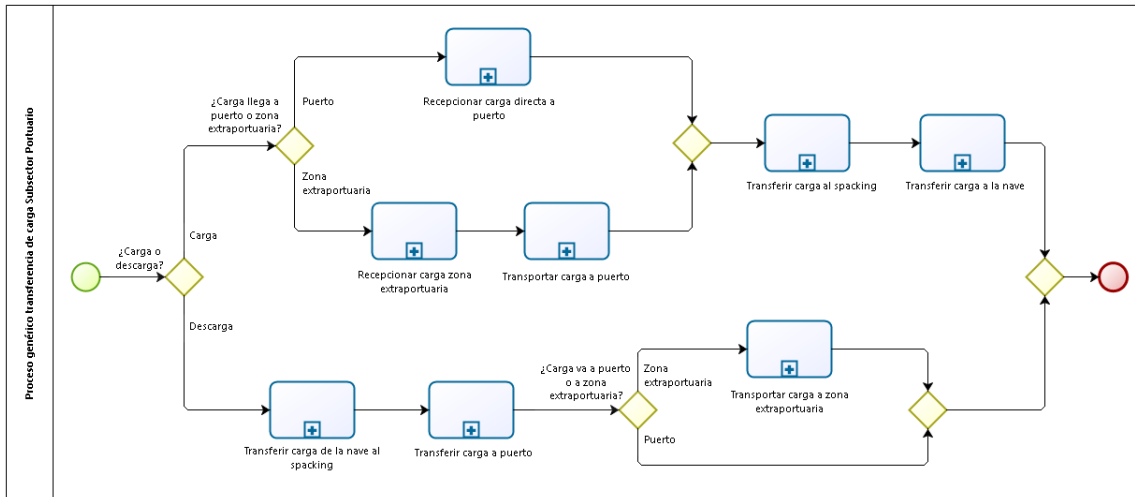 Proceso genérico transferencia de carga Subsector Portuario
¿Carga o
descarga?
Carga
Descarga
¿Carga llega a
puerto o zona
extraportuaria?
Puerto
Zona
extraportuaria
Recepcionar carga directa a
puerto
Recepcionar carga zona
extraportuaria
Transportar carga a puerto
Transferir carga al spacking
Transferir carga a la nave
Transferir carga de la nave al
spacking
Transferir carga a puerto
¿Carga va a puerto
o a zona
extraportuaria?
Zona
extraportuaria
Puerto
Transportar carga a zona
extraportuaria